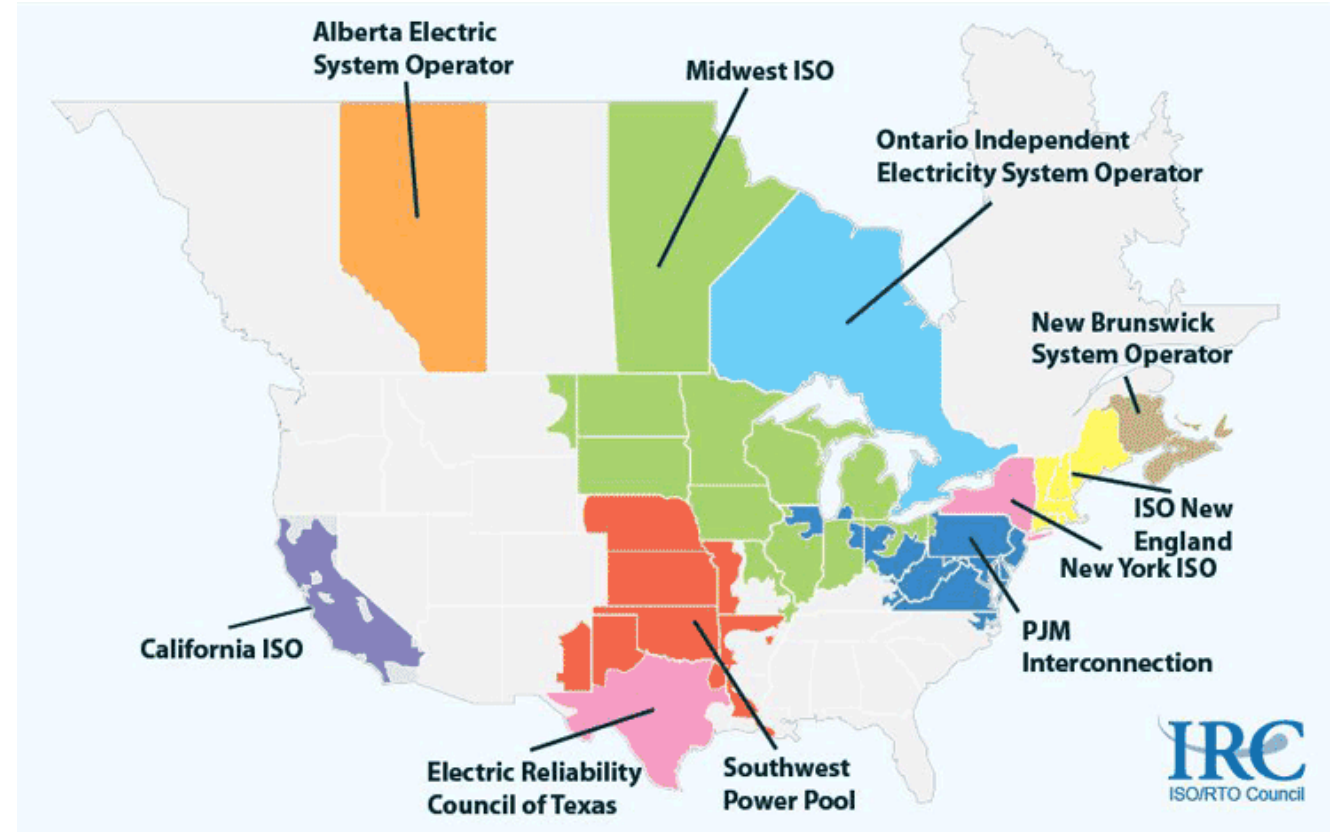 Alberta Electric
System Operator
Midwest ISO
Ontario Independent
Electricity System Operator
New Brunswick
System Operator
ISO New
England
New York ISO
PJM
Interconnection
California ISO
Electric Reliability
Council of Texas
Southwest
Power Pool
IRC
ISO/RTO Council